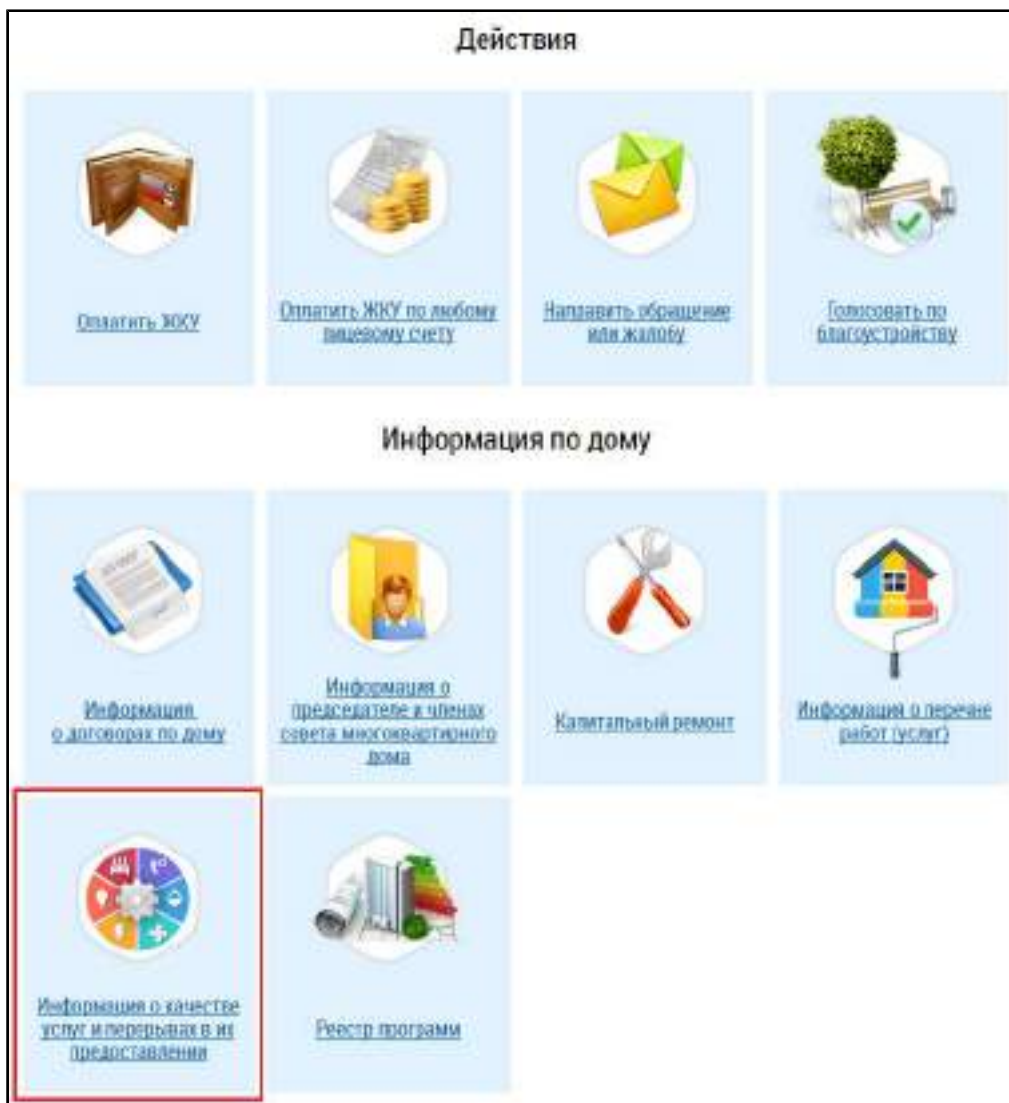 Действия
Оплатить ЖКУ
Оплатить ЖКУ по любому
лицевому счету
Направить обращение
или жалобу
Голосовать по
благоустройству
Информация по дому
Информация
о договорах по дому
Информация о
председателе и членах
совета многоквартирного
дома
Капитальный ремонт
Информация о перечне
работ (услуг)
Информация о качестве
услуг и перерывах в их
предоставлении
Реестр программ